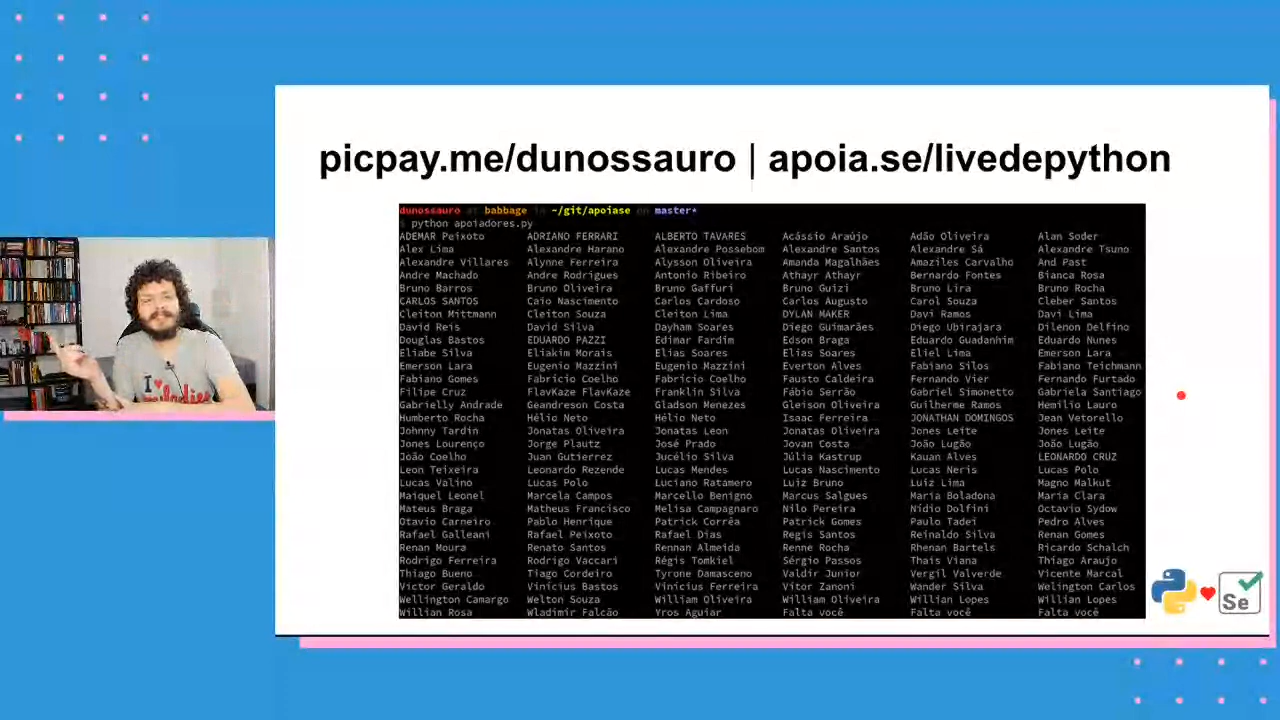 picpay.me/dunossauro | apoia.se/livedepython
dunossauro at babbage in ~/git/apoiase on master*
$ python apoiadores.py
ADEMAR Peixoto ADRIANO FERRARI ALBERTO TAVARES Acássio Araújo Adão Oliveira Alan Soder
Alex Lima Alexandre Harano Alexandre Possebom Alexandre Santos Alexandre Sá Alexandre Tsuno
Alexandre Villares Alynne Ferreira Alysson Oliveira Amanda Magalhães Amaziles Carvalho And Past
Andre Machado Andre Rodrigues Antonio Ribeiro Athayr Athayr Bernardo Fontes Bianca Rosa
Bruno Barros Bruno Oliveira Bruno Gaffuri Bruno Guizi Bruno Lira Bruno Rocha
CARLOS SANTOS Caio Nascimento Carlos Cardoso Carlos Augusto Carol Souza Cleber Santos
Cleiton Mittmann Cleiton Souza Cleiton Lima DYLAN MAKER Davi Ramos Davi Lima
David Reis David Silva Dayham Soares Diego Guimarães Diego Ubirajara Dilenon Delfino
Douglas Bastos EDUARDO PAZZI Edimar Fardim Edson Braga Eduardo Guadanhim Eduardo Nunes
Eliabe Silva Eliakim Morais Elias Soares Elias Soares Eliel Lima Emerson Lara
Emerson Lara Eugenio Mazzini Eugenio Mazzini Everton Alves Fabiano Silos Fabiano Teichmann
Fabiano Gomes Fabrício Coelho Fabrício Coelho Fausto Caldeira Fernando Vier Fernando Furtado
Filipe Cruz FlavKaze FlavKaze Franklin Silva Fábio Serrão Gabriel Simonetto Gabriela Santiago
Gabrielly Andrade Geandreson Costa Gladson Menezes Gleison Oliveira Guilherme Ramos Hemilio Lauro
Humberto Rocha Hélio Neto Hélio Neto Isaac Ferreira JONATHAN DOMINGOS Jean Vetorello
Johnny Tardin Jonatas Oliveira Jonatas Leon Jonatas Oliveira Jones Leite Jones Leite
Jones Lourenço Jorge Plautz José Prado Jovan Costa João Lugão João Lugão
João Coelho Juan Gutierrez Jucélio Silva Júlia Kastrup Kauan Alves LEONARDO CRUZ
Leon Teixeira Leonardo Rezende Lucas Mendes Lucas Nascimento Lucas Neris Lucas Polo
Lucas Valino Lucas Polo Luciano Ratamero Luiz Bruno Luiz Lima Magno Malkut
Maiquel Leonel Marcela Campos Marcello Benigno Marcus Salgues Maria Boladona Maria Clara
Mateus Braga Matheus Francisco Melisa Campagnaro Nilo Pereira Nídio Dolfini Octavio Sydow
Otavio Carneiro Pablo Henrique Patrick Corrêa Patrick Gomes Paulo Tadei Pedro Alves
Rafael Galleani Rafael Peixoto Rafael Dias Regis Santos Reinaldo Silva Renan Gomes
Renan Moura Renato Santos Rennan Almeida Renne Rocha Rhenan Bartels Ricardo Schalch
Rodrigo Ferreira Rodrigo Vaccari Régis Tomkiel Sérgio Passos Thais Viana Thiago Araujo
Thiago Bueno Tiago Cordeiro Tyrone Damasceno Valdir Junior Vergil Valverde Vicente Marcal
Victor Geraldo Vinícius Bastos Vinicius Ferreira Vítor Zanoni Wander Silva Welington Carlos
Wellington Camargo Welton Souza William Oliveira William Oliveira Willian Lopes Willian Lopes
Willian Rosa Wladimir Falcão Yros Aguiar Falta você Falta você Falta você
I melodies
Se